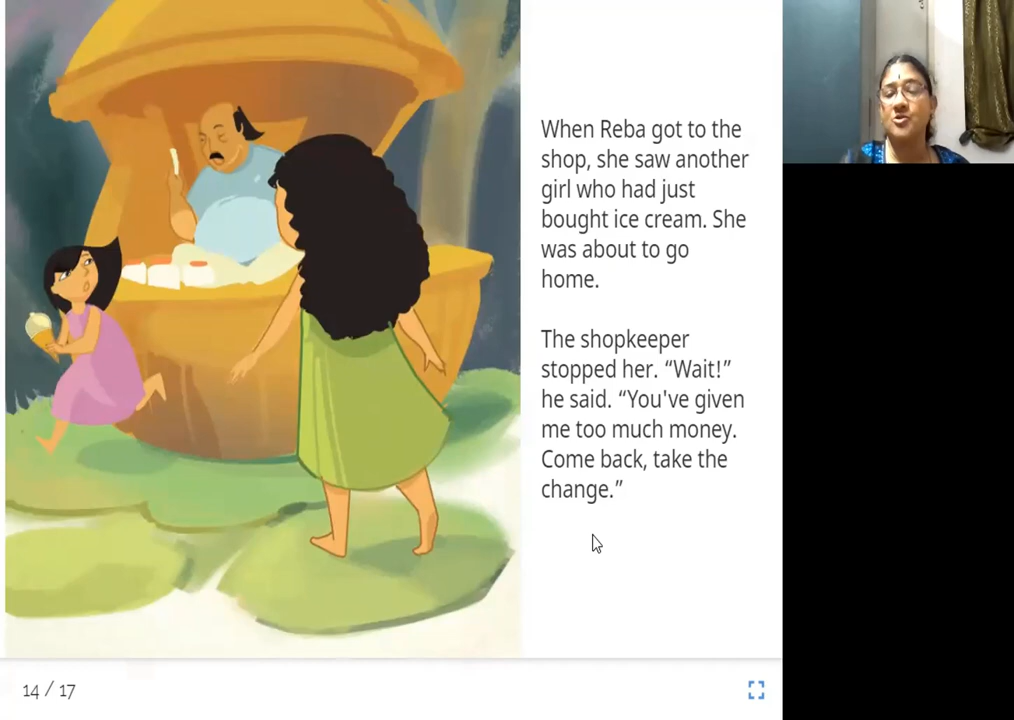 When Reba got to the
shop, she saw another
girl who had just
bought ice cream. She
was about to go
home.
The shopkeeper
stopped her. “Wait!”
he said. “You've given
me too much money.
Come back, take the
change.”
14 / 17